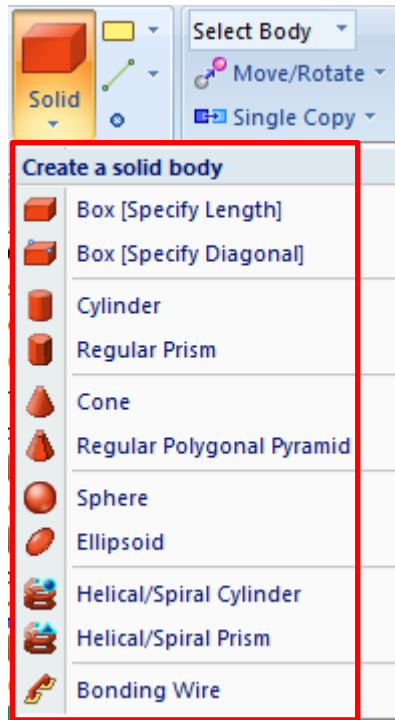 Solid
Select Body
Move/Rotate
Single Copy
Create a solid body
Box [Specify Length]
Box [Specify Diagonal]
Cylinder
Regular Prism
Cone
Regular Polygonal Pyramid
Sphere
Ellipsoid
Helical/Spiral Cylinder
Helical/Spiral Prism
Bonding Wire